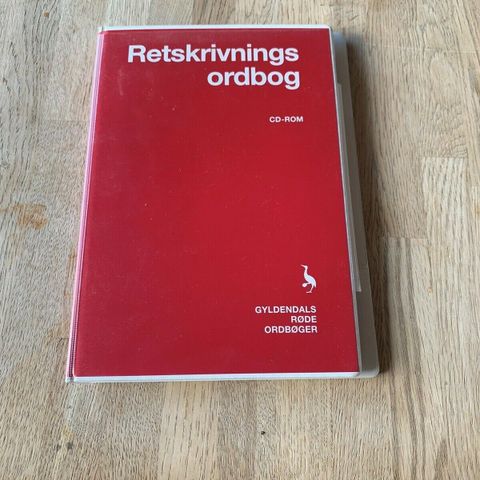 Retskrivnings
ordbog
CD-ROM
GYLDENDALS
RØDE
ORDBØGER